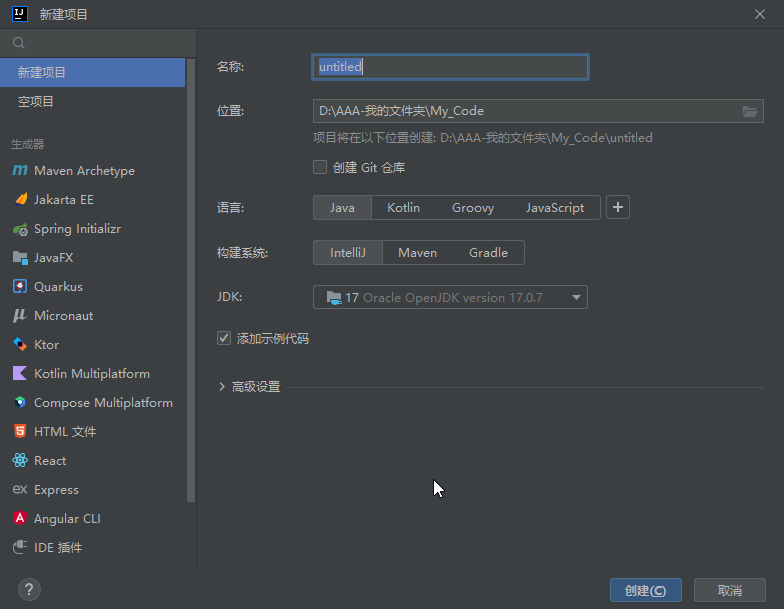 新建项目
新建项目
空项目
生成器
Maven Archetype
Jakarta EE
Spring Initializr
JavaFX
Quarkus
Micronaut
Ktor
Kotlin Multiplatform
Compose Multiplatform
HTML 文件
React
Express
Angular CLI
IDE 插件
名称:
untitled
位置:
D:\AAA-我的文件夹\My_Code
项目将在以下位置创建: D:\AAA-我的文件夹\My_Code\untitled
创建 Git 仓库
语言:
Java Kotlin Groovy JavaScript +
构建系统:
IntelliJ Maven Gradle
JDK:
17 Oracle OpenJDK version 17.0.7
添加示例代码
高级设置
?
创建(C) 取消